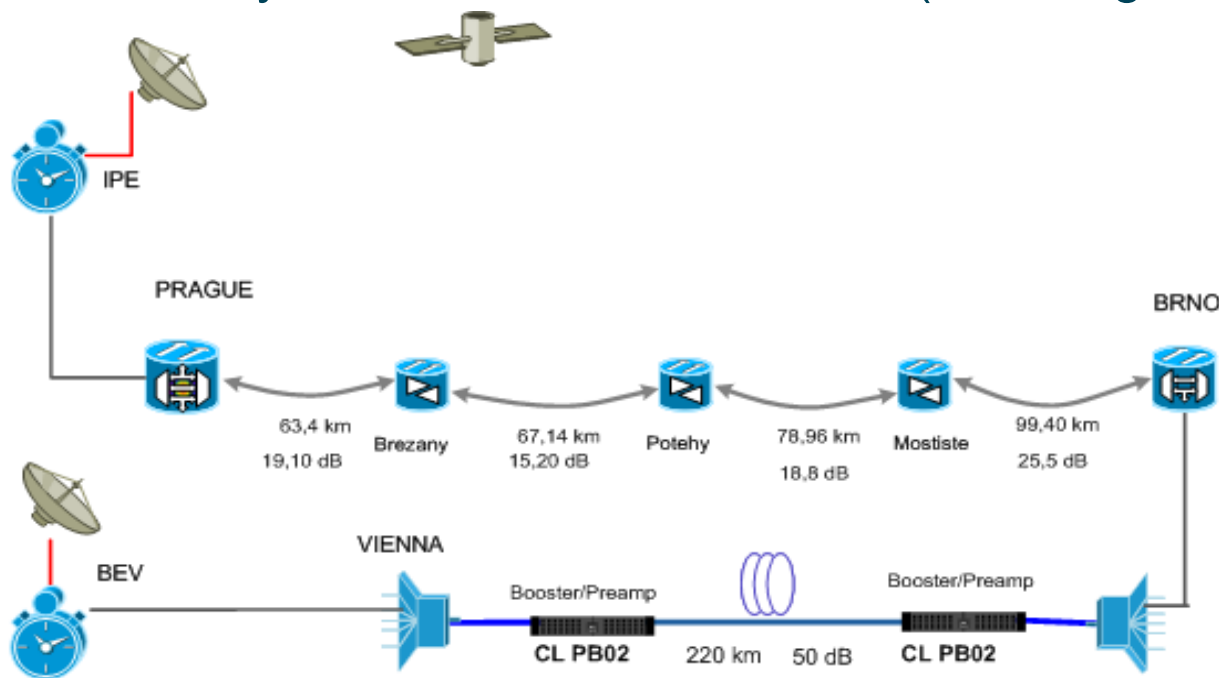 IPE
PRAGUE
BRNO
63,4 km
19,10 dB
Brezany
67,14 km
15,20 dB
Potehy
78,96 km
18,8 dB
Mostiste
99,40 km
25,5 dB
VIENNA
BEV
Booster/Preamp
CL PB02
220 km
50 dB
Booster/Preamp
CL PB02